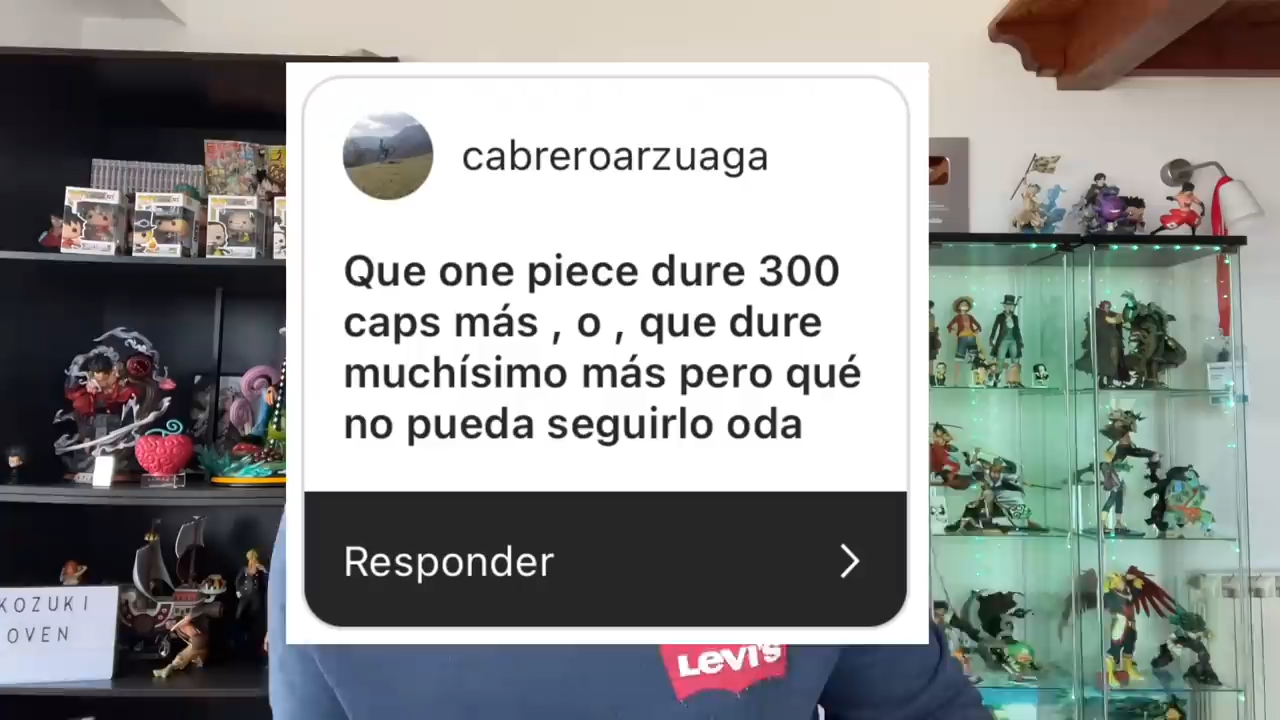 cabreroarzuaga
Que one piece dure 300
caps más , o , que dure
muchísimo más pero qué
no pueda seguirlo oda
Responder
KOZUKI
OVEN
LEVI'S